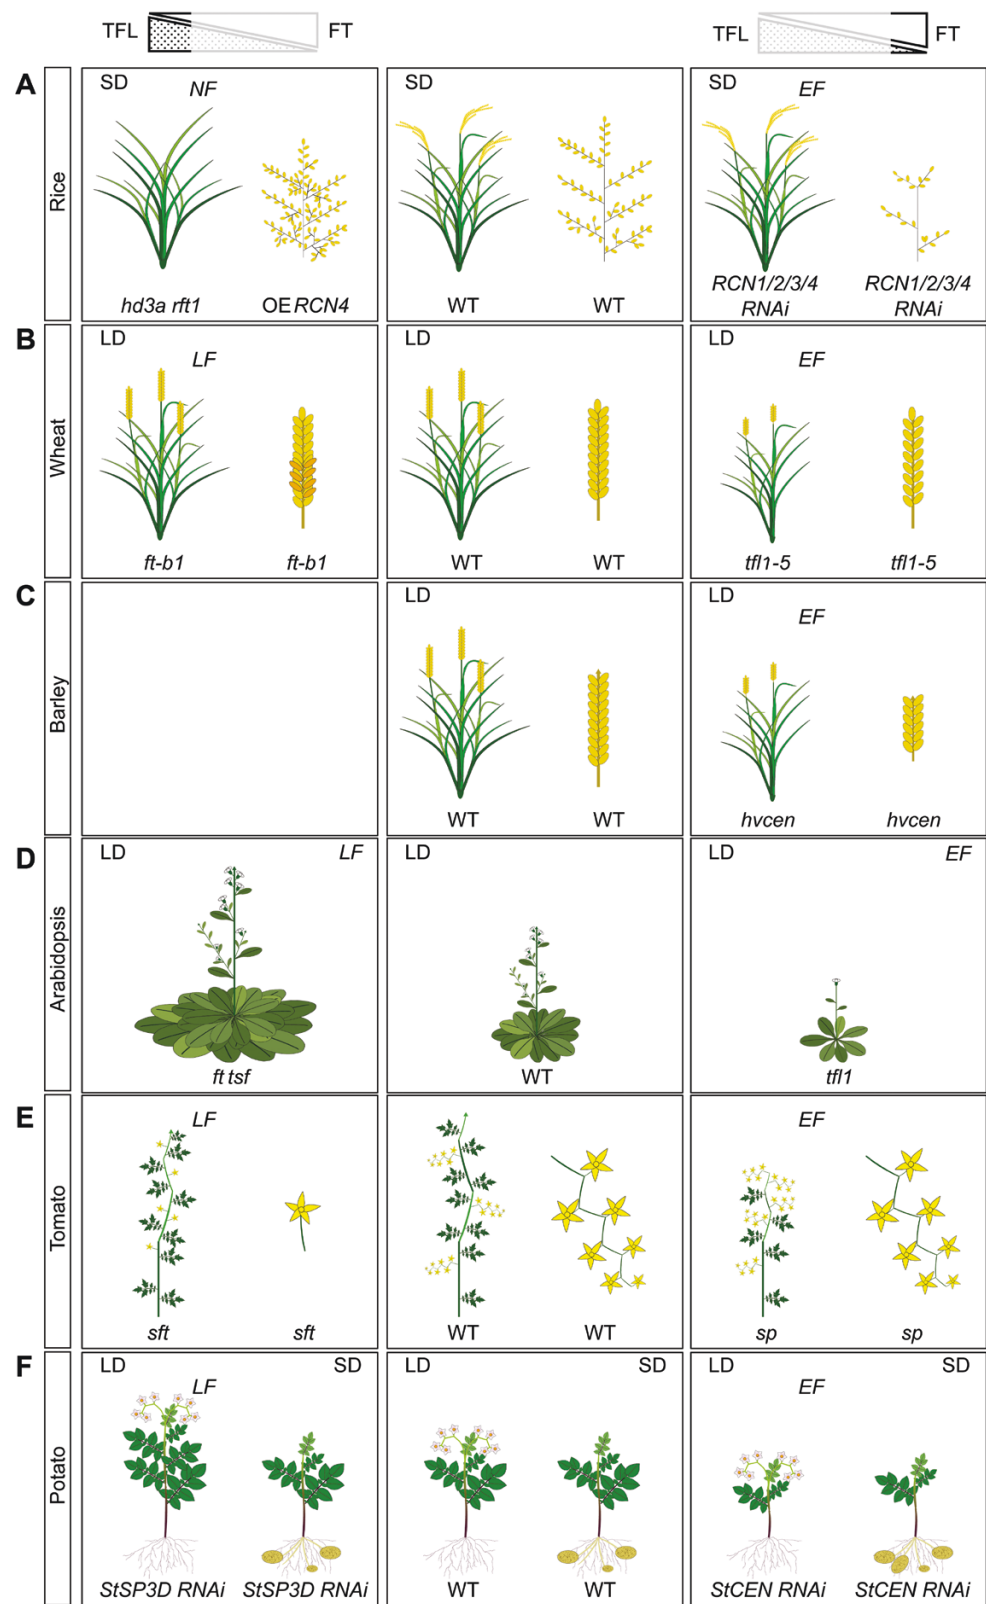 TFL FT TFL FT
A Rice
SD NF SD SD EF
hd3a rft1 OE RCN4 WT WT RCN1/2/3/4 RNAi RCN1/2/3/4 RNAi
B Wheat
LD LF LD LD EF
ft-b1 ft-b1 WT WT tfl1-5 tfl1-5
C Barley
LD LD EF
WT WT hvcen hvcen
D Arabidopsis
LD LF LD LD EF
ft tsf WT tfl1
E Tomato
LF EF
sft sft WT WT sp sp
F Potato
LD LF SD LD SD LD EF SD
StSP3D RNAi StSP3D RNAi WT WT StCEN RNAi StCEN RNAi